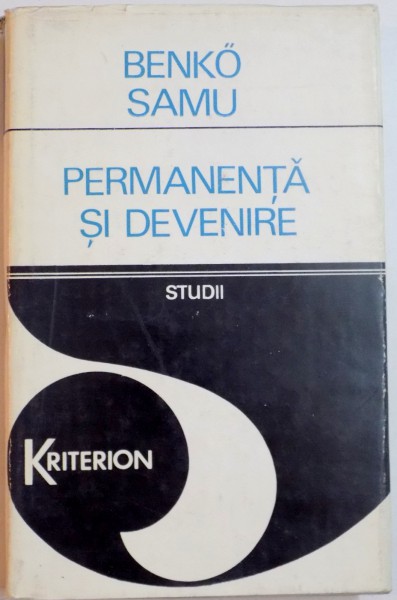 BENKŐ
SAMU
PERMANENȚĂ
ȘI DEVENIRE
STUDII
KRITERION